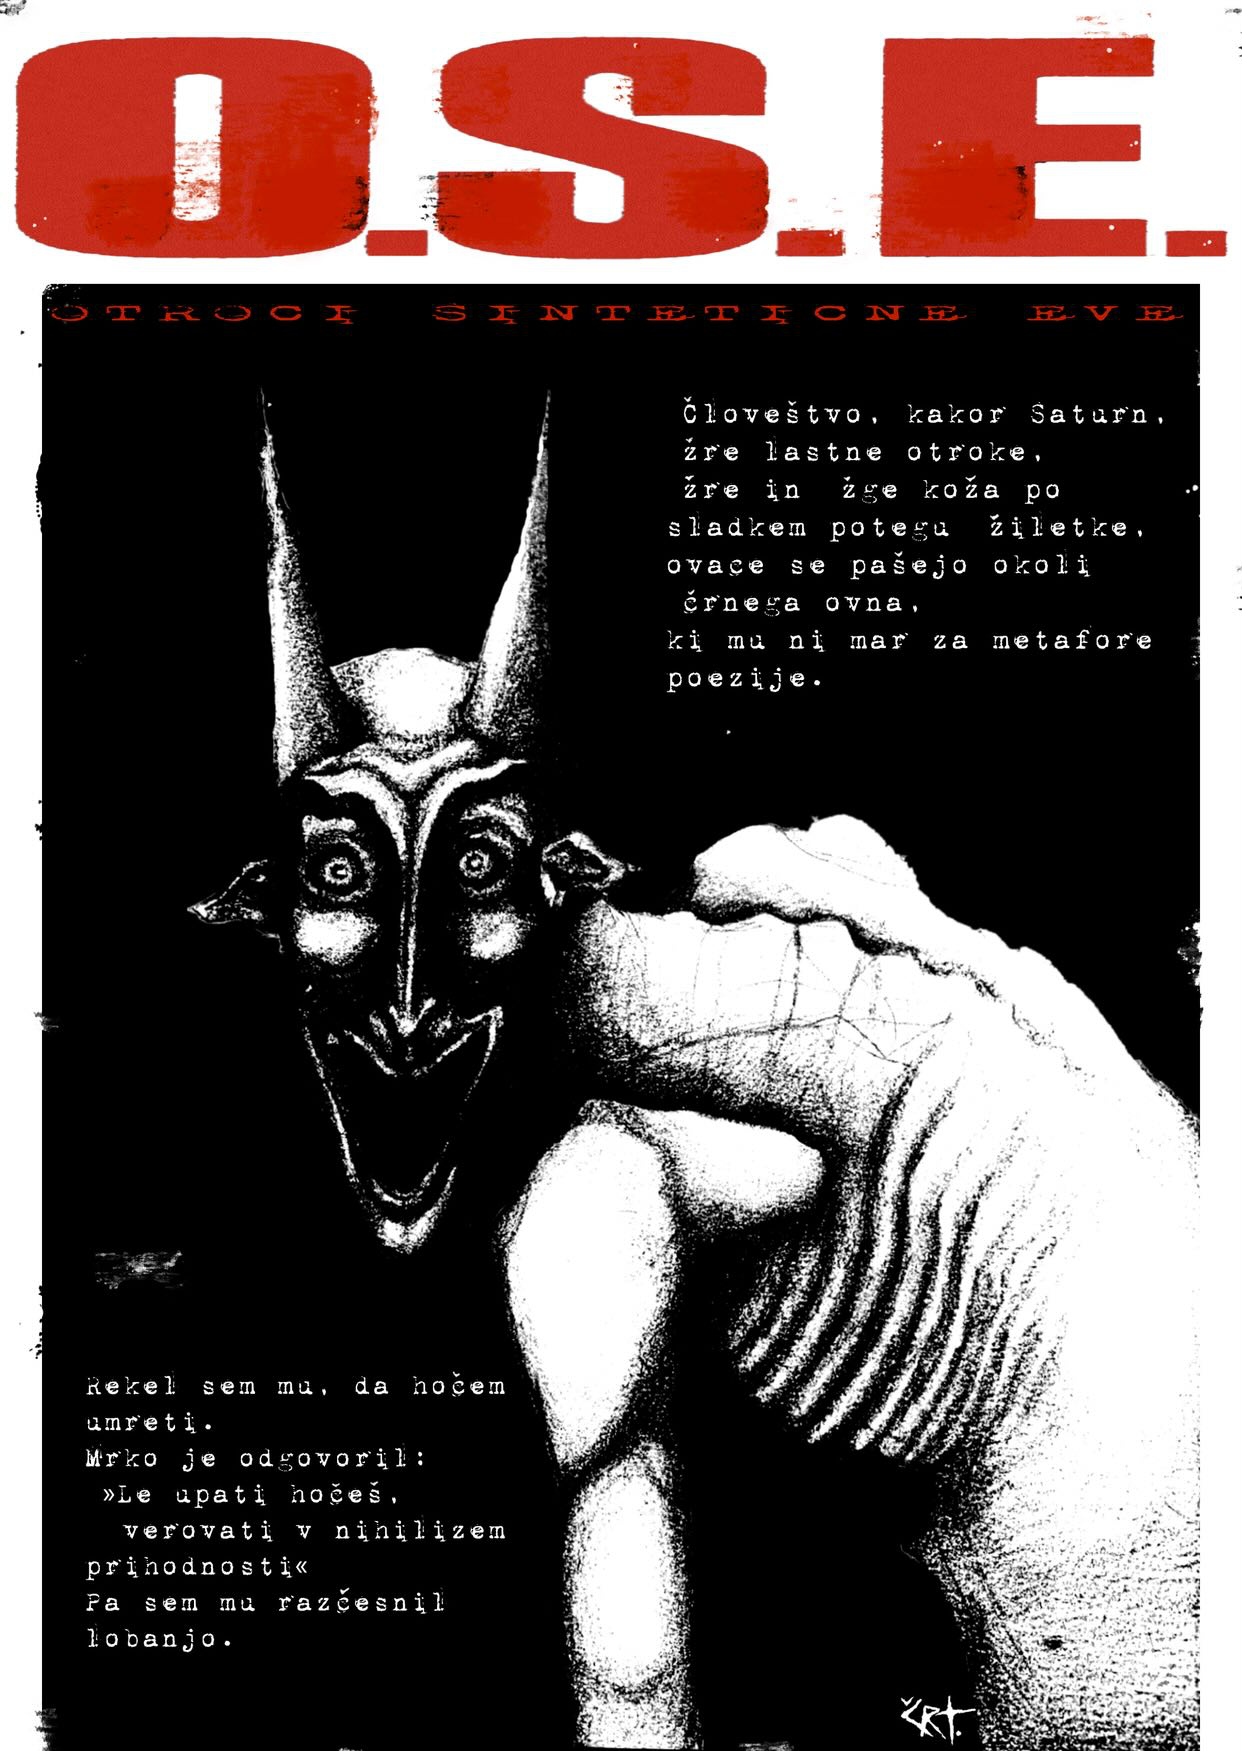 O.S.E.
OTROCI SINTETICNE EVE
Človeštvo, kakor Saturn,
žre lastne otroke,
žre in žge koža po
sladkem potegu žiletke,
ovace se pašejo okoli
črnega ovna,
ki mu ni mar za metafore
poezije.
Rekel sem mu, da hočem
umreti.
Mrko je odgovoril:
»Le upati hočeš,
verovati v nihilizem
prihodnosti«
Pa sem mu razčesnil
lobanjo.
ČRT.